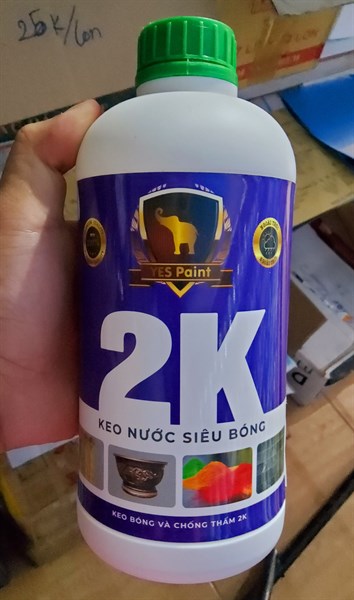 25K/lon
YES Paint
2K
KEO NƯỚC SIÊU BÓNG
KEO BÓNG VÀ CHỐNG THẤM 2K